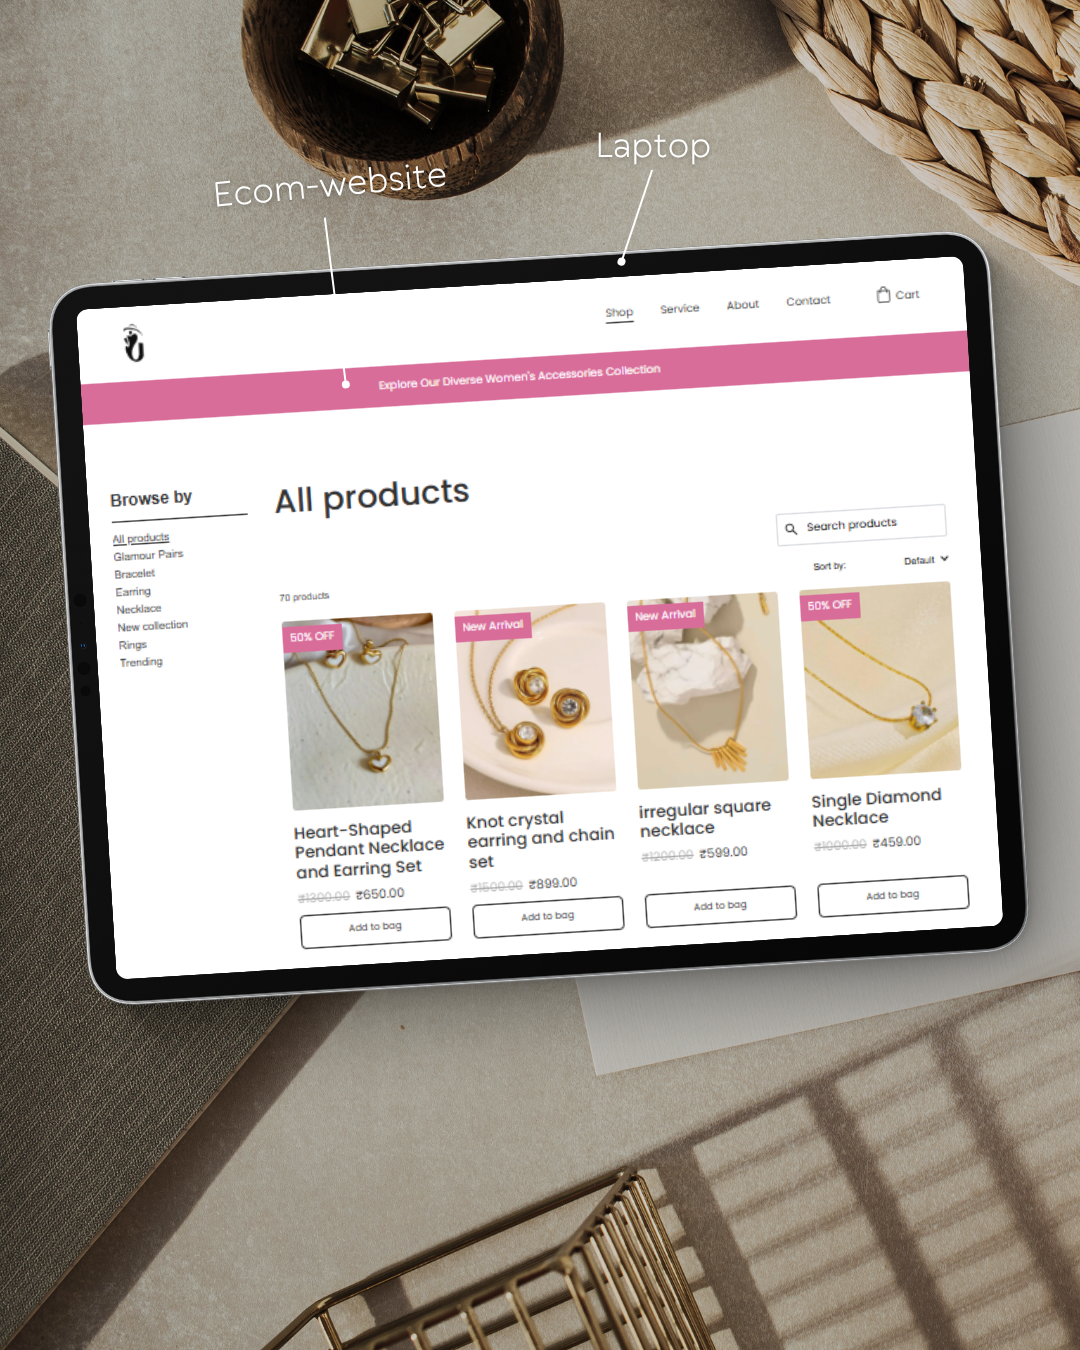 Ecom-website
Laptop
Shop
Service
About
Contact
Cart
Explore Our Diverse Women's Accessories Collection
Browse by
All products
Glamour Pairs
Bracelet
Earring
Necklace
New collection
Rings
Trending
All products
Search products
Sort by:
Default
70 products
50% OFF
Heart-Shaped
Pendant Necklace
and Earring Set
₹1300.00 ₹650.00
Add to bag
New Arrival
Knot crystal
earring and chain
set
₹1500.00 ₹899.00
Add to bag
New Arrival
irregular square
necklace
₹1200.00 ₹599.00
Add to bag
50% OFF
Single Diamond
Necklace
₹1000.00 ₹459.00
Add to bag